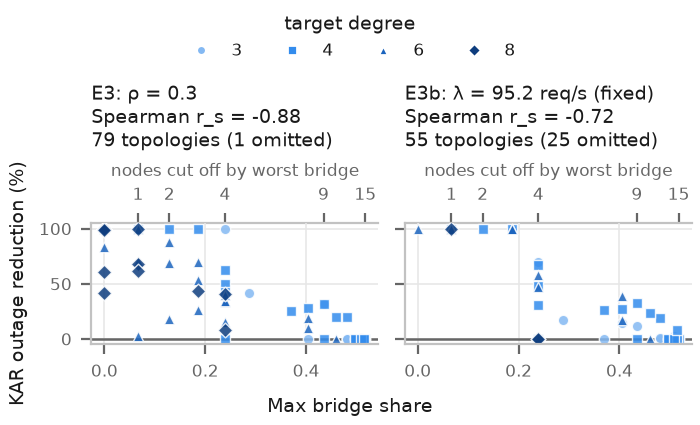 target degree
3 4 6 8
E3: ρ = 0.3
Spearman r_s = -0.88
79 topologies (1 omitted)
nodes cut off by worst bridge
1 2 4 9 15
E3b: λ = 95.2 req/s (fixed)
Spearman r_s = -0.72
55 topologies (25 omitted)
nodes cut off by worst bridge
1 2 4 9 15
KAR outage reduction (%)
100
50
0
0.0 0.2 0.4
0.0 0.2 0.4
Max bridge share